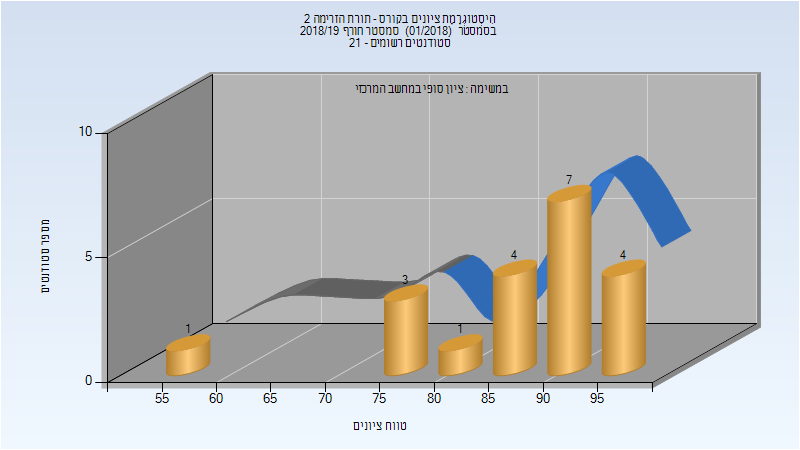 היסטוגרמת ציונים בקורס - תורת הזרימה 2
בסמסטר (01/2018) סמסטר חורף 2018/19
סטודנטים רשומים - 21
במשימה : ציון סופי במחשב המרכזי
10
5
0
מספר סטודנטים
1
3
1
4
7
4
55 60 65 70 75 80 85 90 95
טווח ציונים